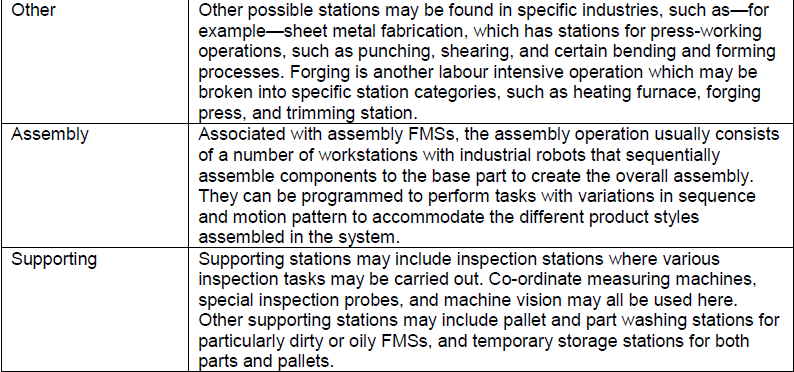 Other
Other possible stations may be found in specific industries, such as—for
example—sheet metal fabrication, which has stations for press-working
operations, such as punching, shearing, and certain bending and forming
processes. Forging is another labour intensive operation which may be
broken into specific station categories, such as heating furnace, forging
press, and trimming station.
Assembly
Associated with assembly FMSs, the assembly operation usually consists
of a number of workstations with industrial robots that sequentially
assemble components to the base part to create the overall assembly.
They can be programmed to perform tasks with variations in sequence
and motion pattern to accommodate the different product styles
assembled in the system.
Supporting
Supporting stations may include inspection stations where various
inspection tasks may be carried out. Co-ordinate measuring machines,
special inspection probes, and machine vision may all be used here.
Other supporting stations may include pallet and part washing stations for
particularly dirty or oily FMSs, and temporary storage stations for both
parts and pallets.